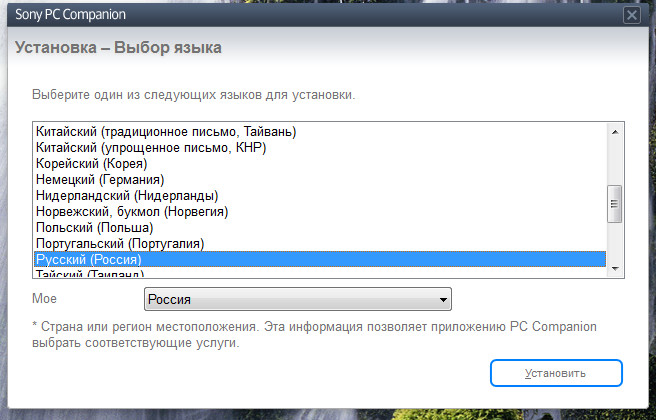 Sony PC Companion
Установка – Выбор языка
Выберите один из следующих языков для установки.
Китайский (традиционное письмо, Тайвань)
Китайский (упрощенное письмо, КНР)
Корейский (Корея)
Немецкий (Германия)
Нидерландский (Нидерланды)
Норвежский, букмол (Норвегия)
Польский (Польша)
Португальский (Португалия)
Русский (Россия)
Тайский (Таиланд)
Мое
Россия
* Страна или регион местоположения. Эта информация позволяет приложению PC Companion
выбрать соответствующие услуги.
Установить